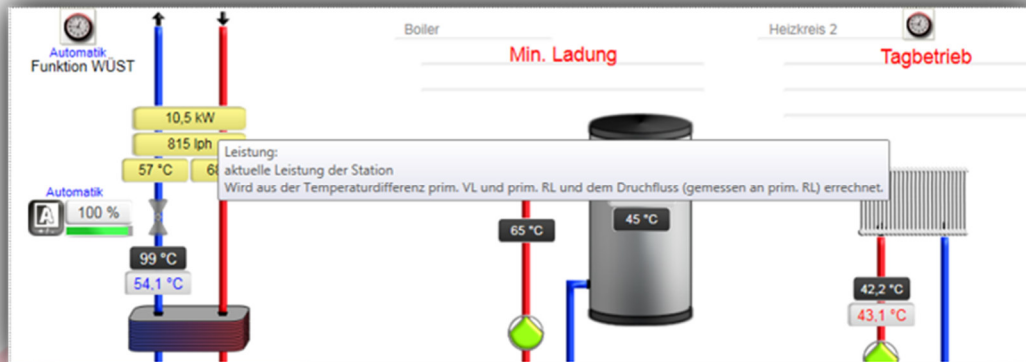 Boiler
Heizkreis 2
Automatik
Funktion WÜST
Min. Ladung
Tagbetrieb
10,5 kW
815 lph
57 °C
68
Leistung:
aktuelle Leistung der Station
Wird aus der Temperaturdifferenz prim. VL und prim. RL und dem Druchfluss (gemessen an prim. RL) errechnet.
Automatik
A
100 %
65 °C
45 °C
99 °C
54.1 °C
42,2 °C
43,1 °C